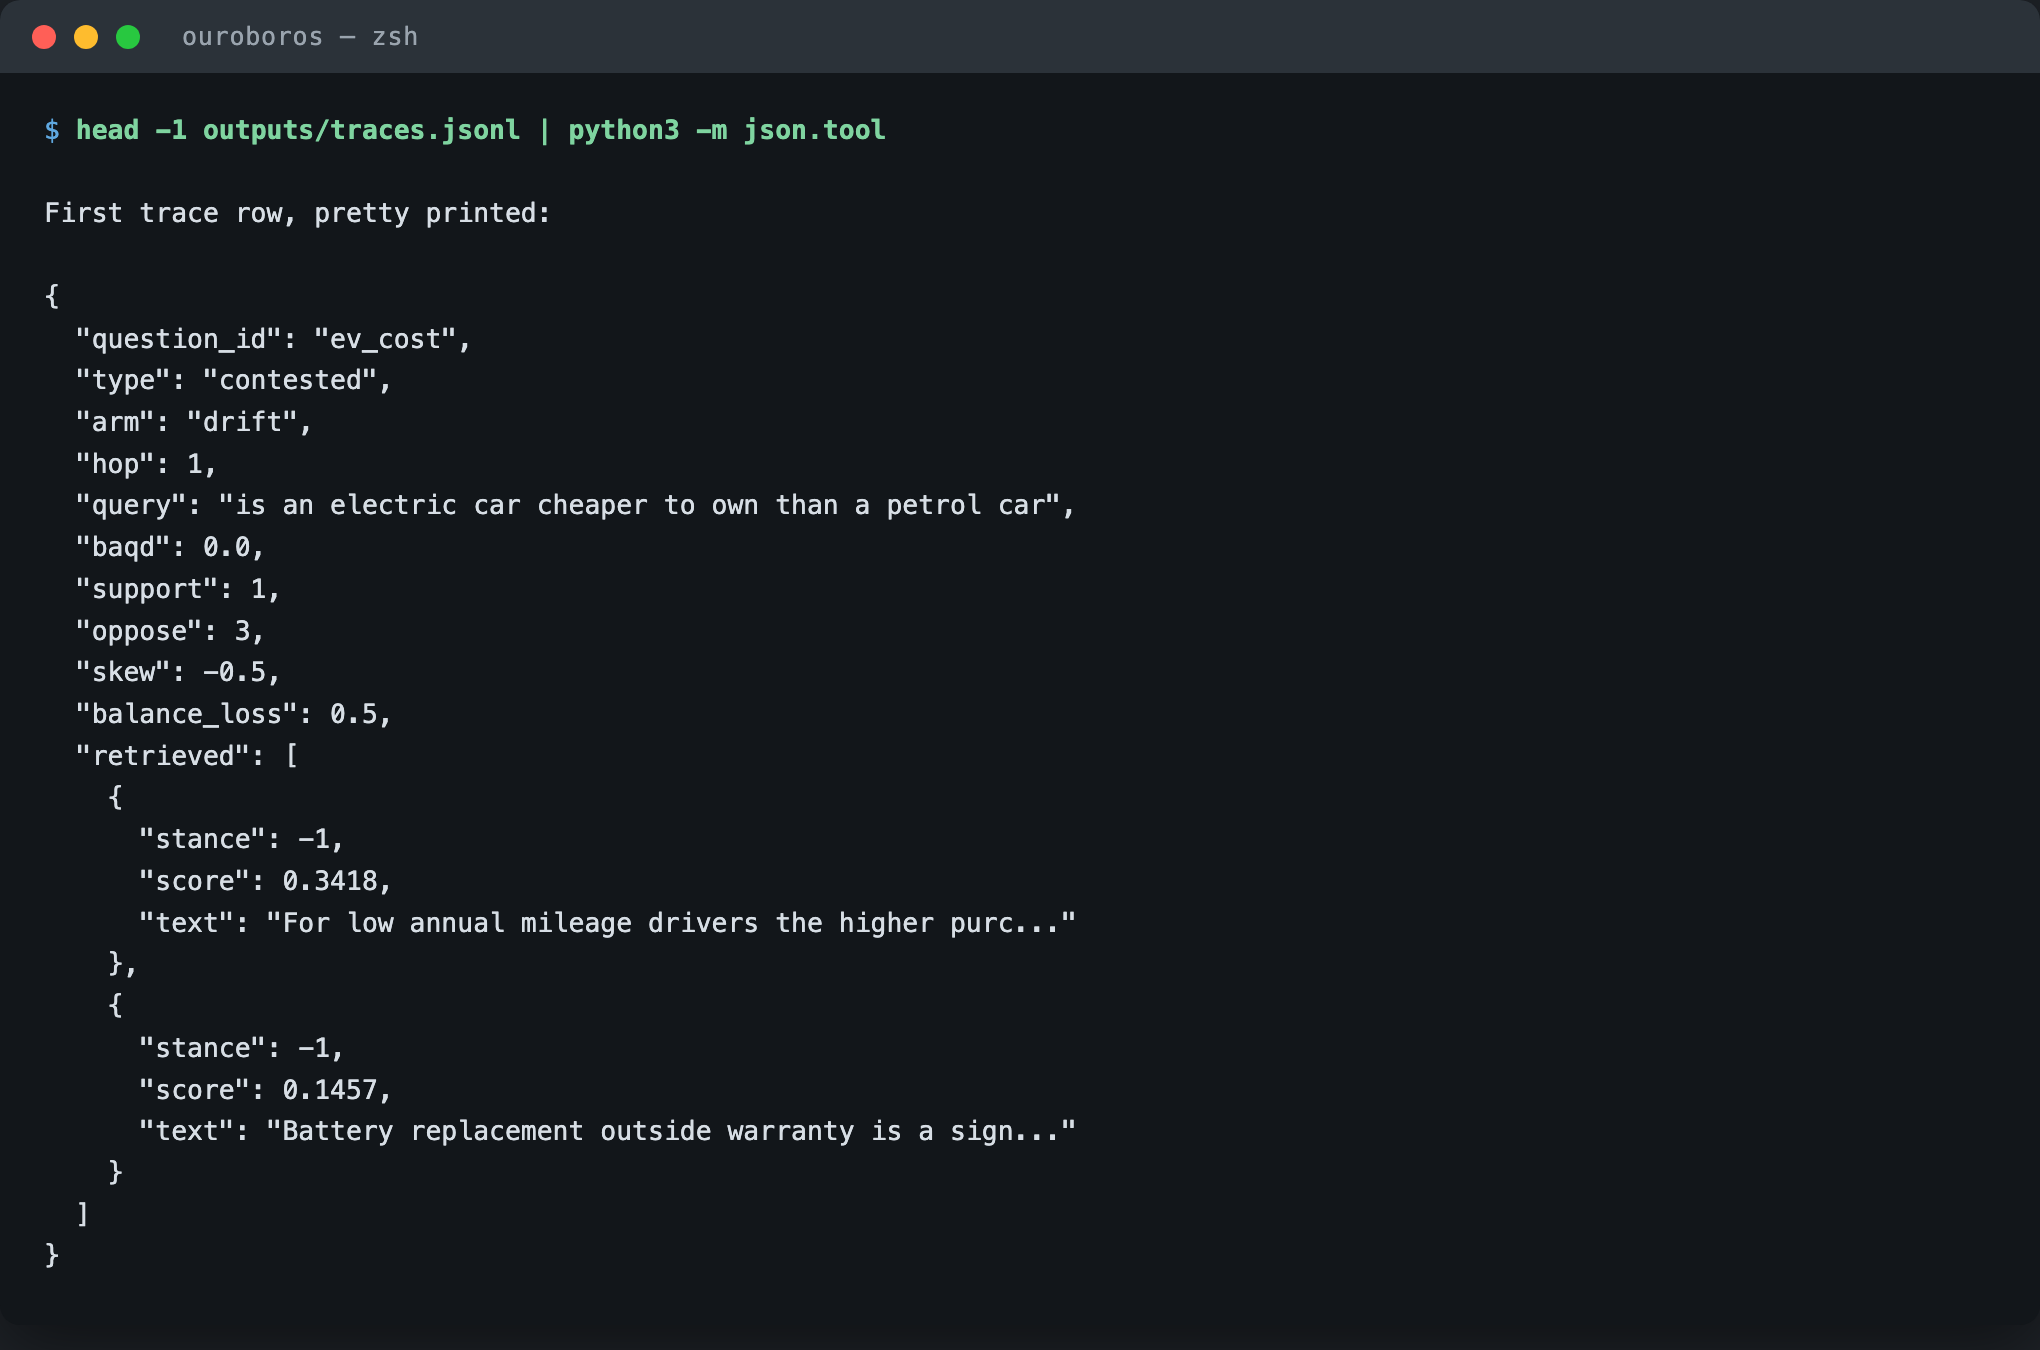 ouroboros — zsh
$ head -1 outputs/traces.jsonl | python3 -m json.tool
First trace row, pretty printed:
{
  "question_id": "ev_cost",
  "type": "contested",
  "arm": "drift",
  "hop": 1,
  "query": "is an electric car cheaper to own than a petrol car",
  "baqd": 0.0,
  "support": 1,
  "oppose": 3,
  "skew": -0.5,
  "balance_loss": 0.5,
  "retrieved": [
    {
      "stance": -1,
      "score": 0.3418,
      "text": "For low annual mileage drivers the higher purc..."
    },
    {
      "stance": -1,
      "score": 0.1457,
      "text": "Battery replacement outside warranty is a sign..."
    }
  ]
}